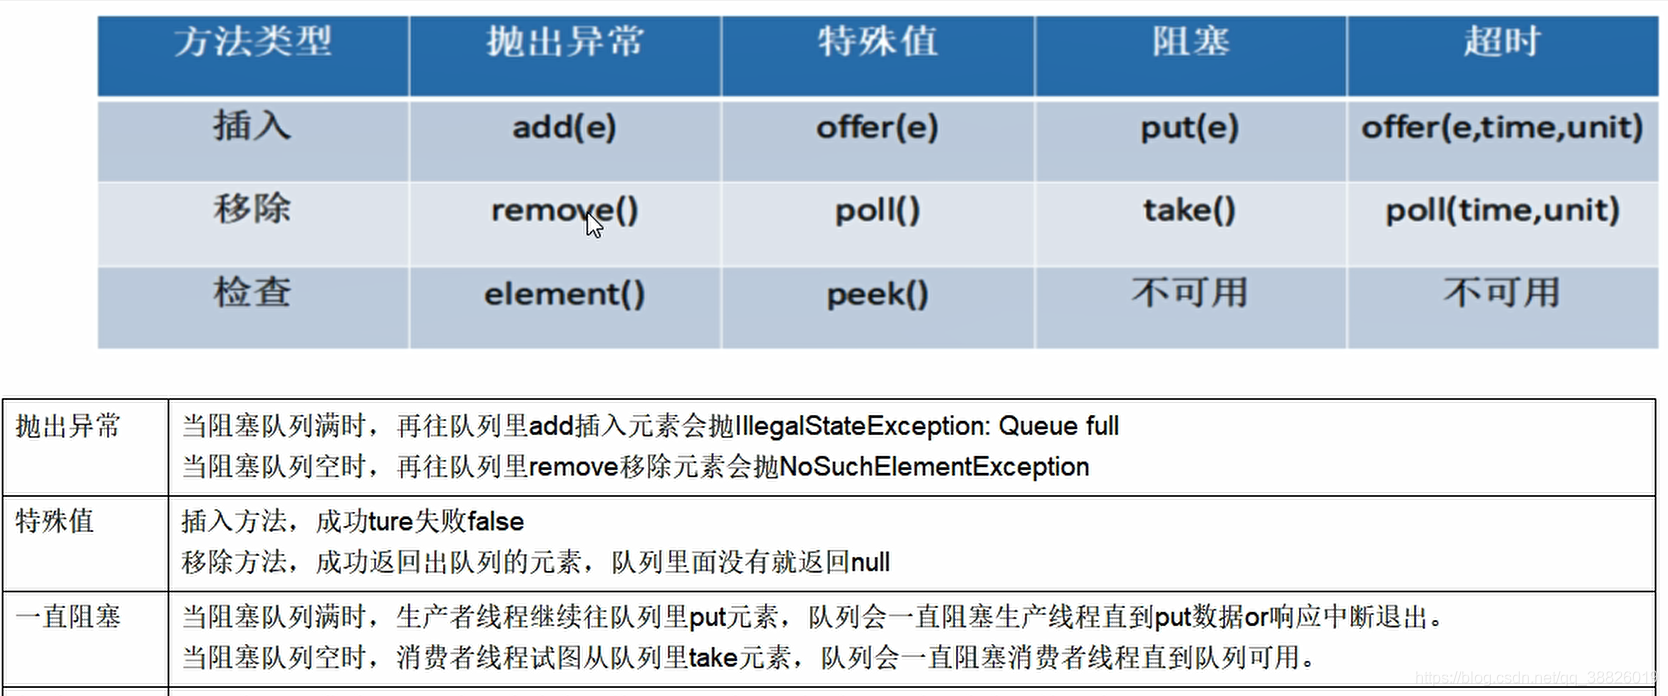 方法类型 抛出异常 特殊值 阻塞 超时
插入 add(e) offer(e) put(e) offer(e,time,unit)
移除 remove() poll() take() poll(time,unit)
检查 element() peek() 不可用 不可用
抛出异常 当阻塞队列满时，再往队列里add插入元素会抛IllegalStateException: Queue full
当阻塞队列空时，再往队列里remove移除元素会抛NoSuchElementException
特殊值 插入方法，成功ture失败false
移除方法，成功返回出队列的元素，队列里面没有就返回null
一直阻塞 当阻塞队列满时，生产者线程继续往队列里put元素，队列会一直阻塞生产线程直到put数据or响应中断退出。
当阻塞队列空时，消费者线程试图从队列里take元素，队列会一直阻塞消费者线程直到队列可用。